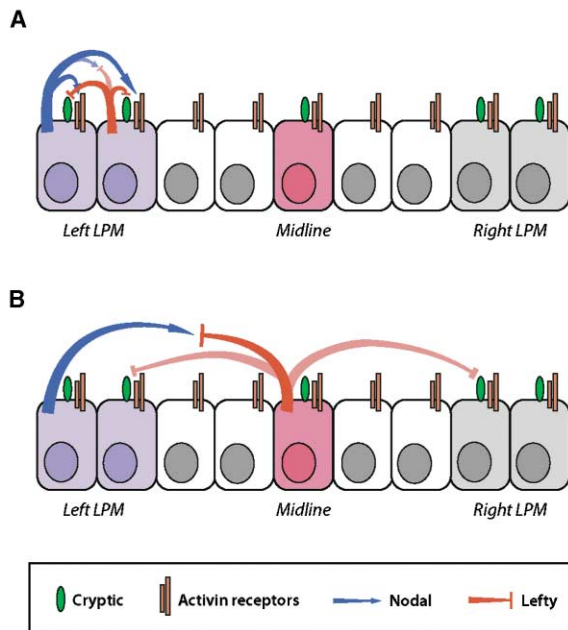 A
Left LPM Midline Right LPM
B
Left LPM Midline Right LPM
Cryptic Activin receptors Nodal Lefty